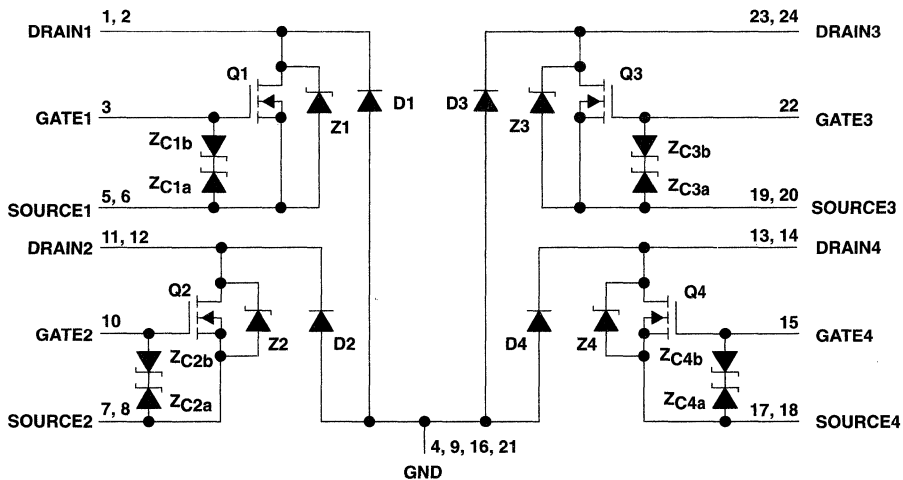 1, 2
DRAIN1
Q1
GATE1
3
Z1
D1
ZC1b
ZC1a
5, 6
SOURCE1
23, 24
DRAIN3
Q3
22
GATE3
D3
Z3
ZC3b
ZC3a
19, 20
SOURCE3
11, 12
DRAIN2
Q2
10
GATE2
Z2
D2
ZC2b
ZC2a
7, 8
SOURCE2
13, 14
DRAIN4
Q4
15
GATE4
D4
Z4
ZC4b
ZC4a
17, 18
SOURCE4
4, 9, 16, 21
GND